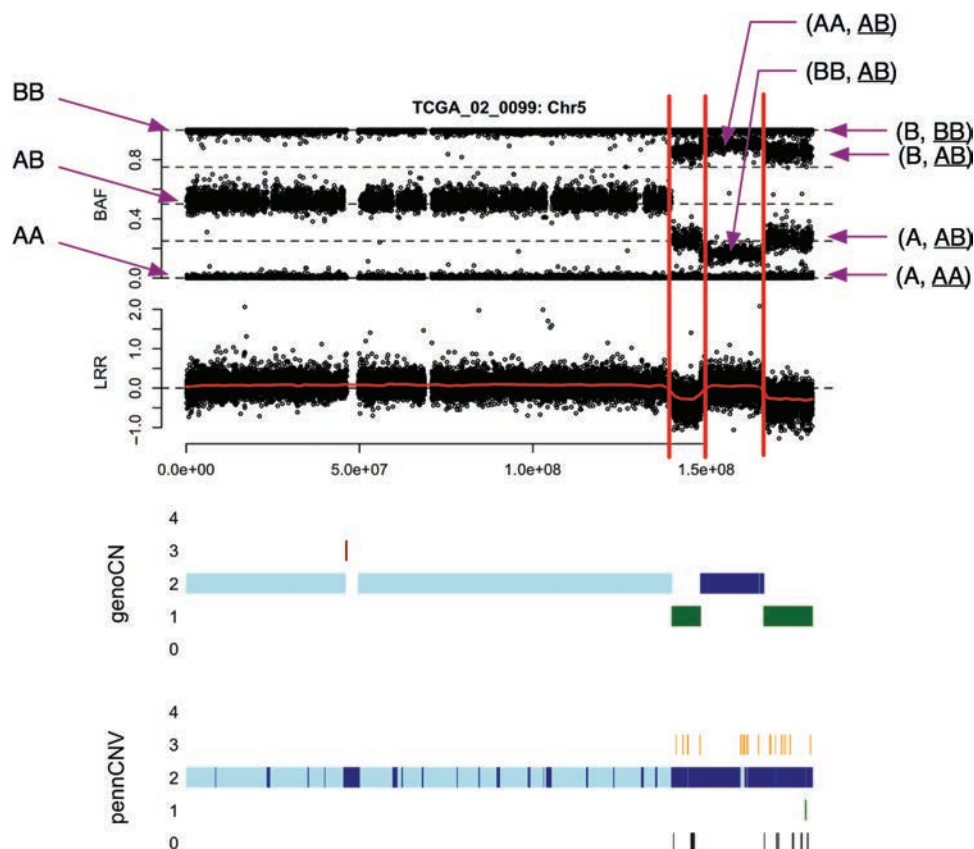 (AA, AB)
(BB, AB)
BB
TCGA_02_0099: Chr5
(B, BB)
(B, AB)
AB
BAF
0.8
0.4
0.0
AA
(A, AB)
(A, AA)
LRR
2.0
1.0
0.0
−1.0
0.0e+00
5.0e+07
1.0e+08
1.5e+08
genoCN
4
3
2
1
0
pennCNV
4
3
2
1
0